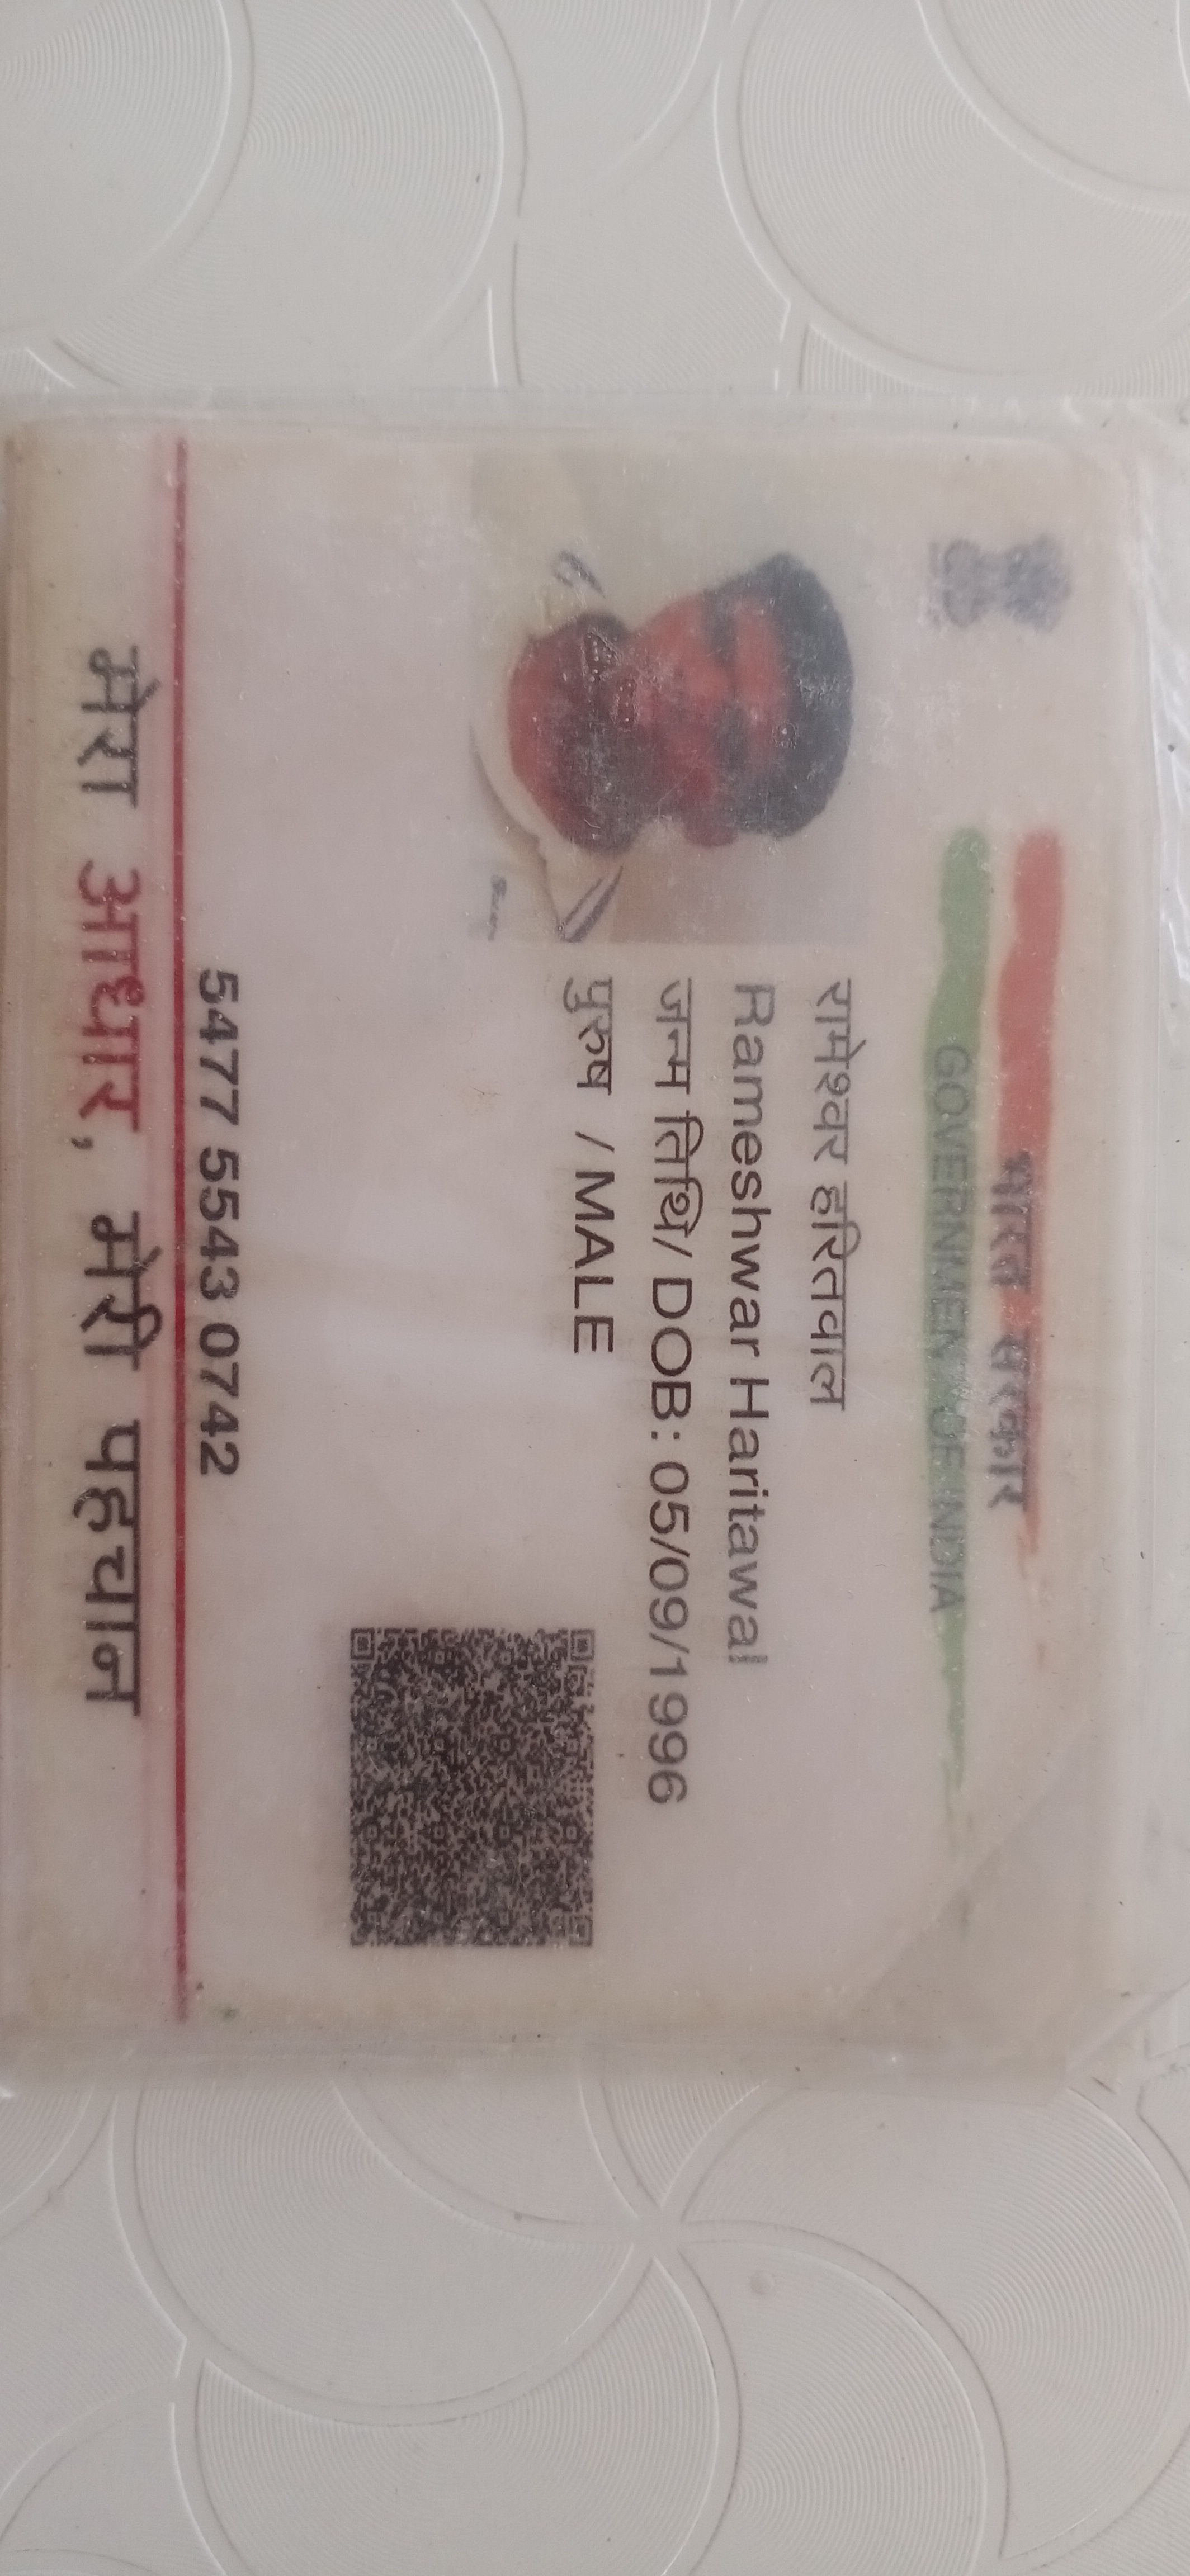 भारत सरकार
GOVERNMENT OF INDIA
रामेश्वर हरितवाल
Rameshwar Haritawal
जन्म तिथि/ DOB: 05/09/1996
पुरुष / MALE
5477 5543 0742
मेरा आधार, मेरी पहचान